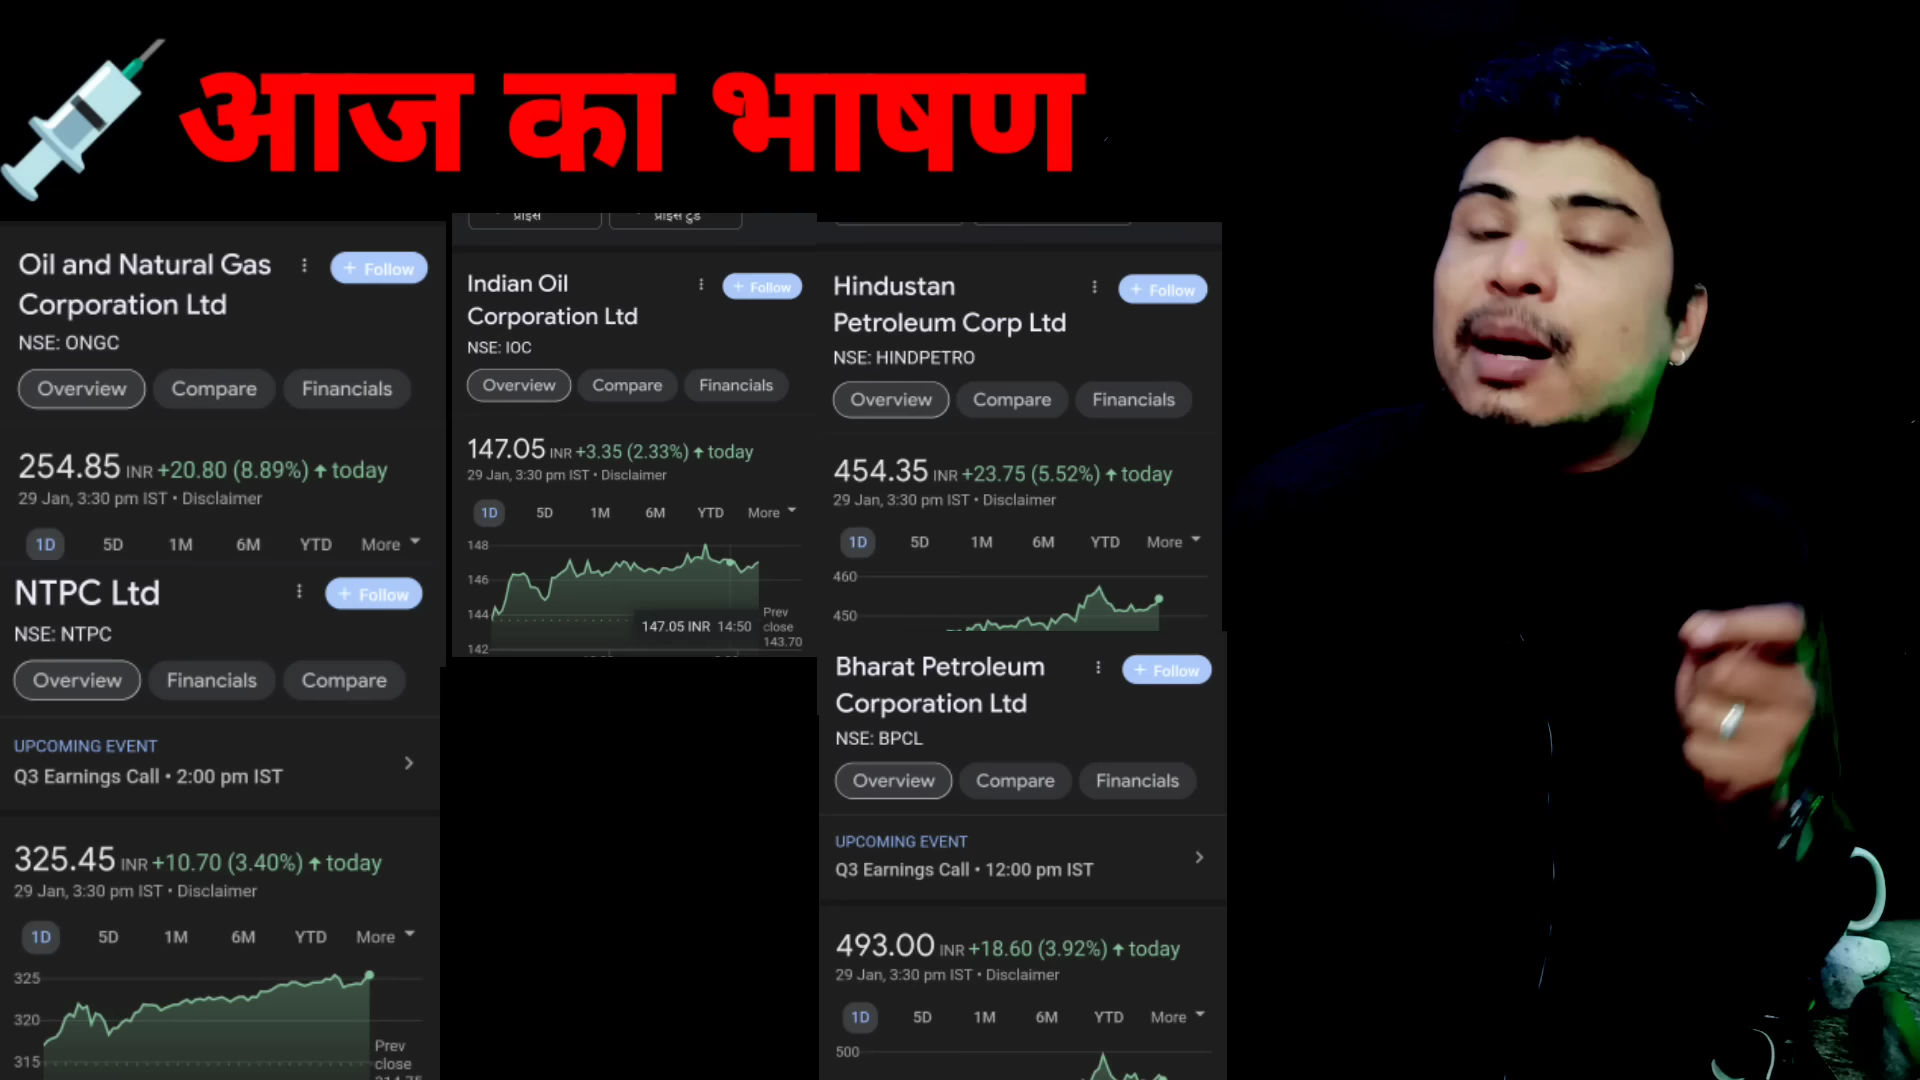 आज का भाषण
Oil and Natural Gas
Corporation Ltd
+ Follow
NSE: ONGC
Overview Compare Financials
254.85 INR +20.80 (8.89%) ↑ today
29 Jan, 3:30 pm IST • Disclaimer
1D 5D 1M 6M YTD More
NTPC Ltd
+ Follow
NSE: NTPC
Overview Financials Compare
UPCOMING EVENT
Q3 Earnings Call • 2:00 pm IST
325.45 INR +10.70 (3.40%) ↑ today
29 Jan, 3:30 pm IST • Disclaimer
1D 5D 1M 6M YTD More
325
320
315
Prev
close
प्राइस प्राइस टुडे
Indian Oil
Corporation Ltd
+ Follow
NSE: IOC
Overview Compare Financials
147.05 INR +3.35 (2.33%) ↑ today
29 Jan, 3:30 pm IST • Disclaimer
1D 5D 1M 6M YTD More
148
146
144
142
147.05 INR 14:50
Prev
close
143.70
Hindustan
Petroleum Corp Ltd
+ Follow
NSE: HINDPETRO
Overview Compare Financials
454.35 INR +23.75 (5.52%) ↑ today
29 Jan, 3:30 pm IST • Disclaimer
1D 5D 1M 6M YTD More
460
450
Bharat Petroleum
Corporation Ltd
+ Follow
NSE: BPCL
Overview Compare Financials
UPCOMING EVENT
Q3 Earnings Call • 12:00 pm IST
493.00 INR +18.60 (3.92%) ↑ today
29 Jan, 3:30 pm IST • Disclaimer
1D 5D 1M 6M YTD More
500